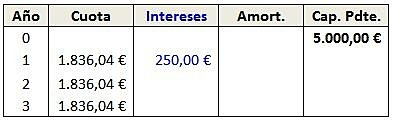 Año Cuota Intereses Amort. Cap. Pdte.
0 5.000,00 €
1 1.836,04 € 250,00 €
2 1.836,04 €
3 1.836,04 €